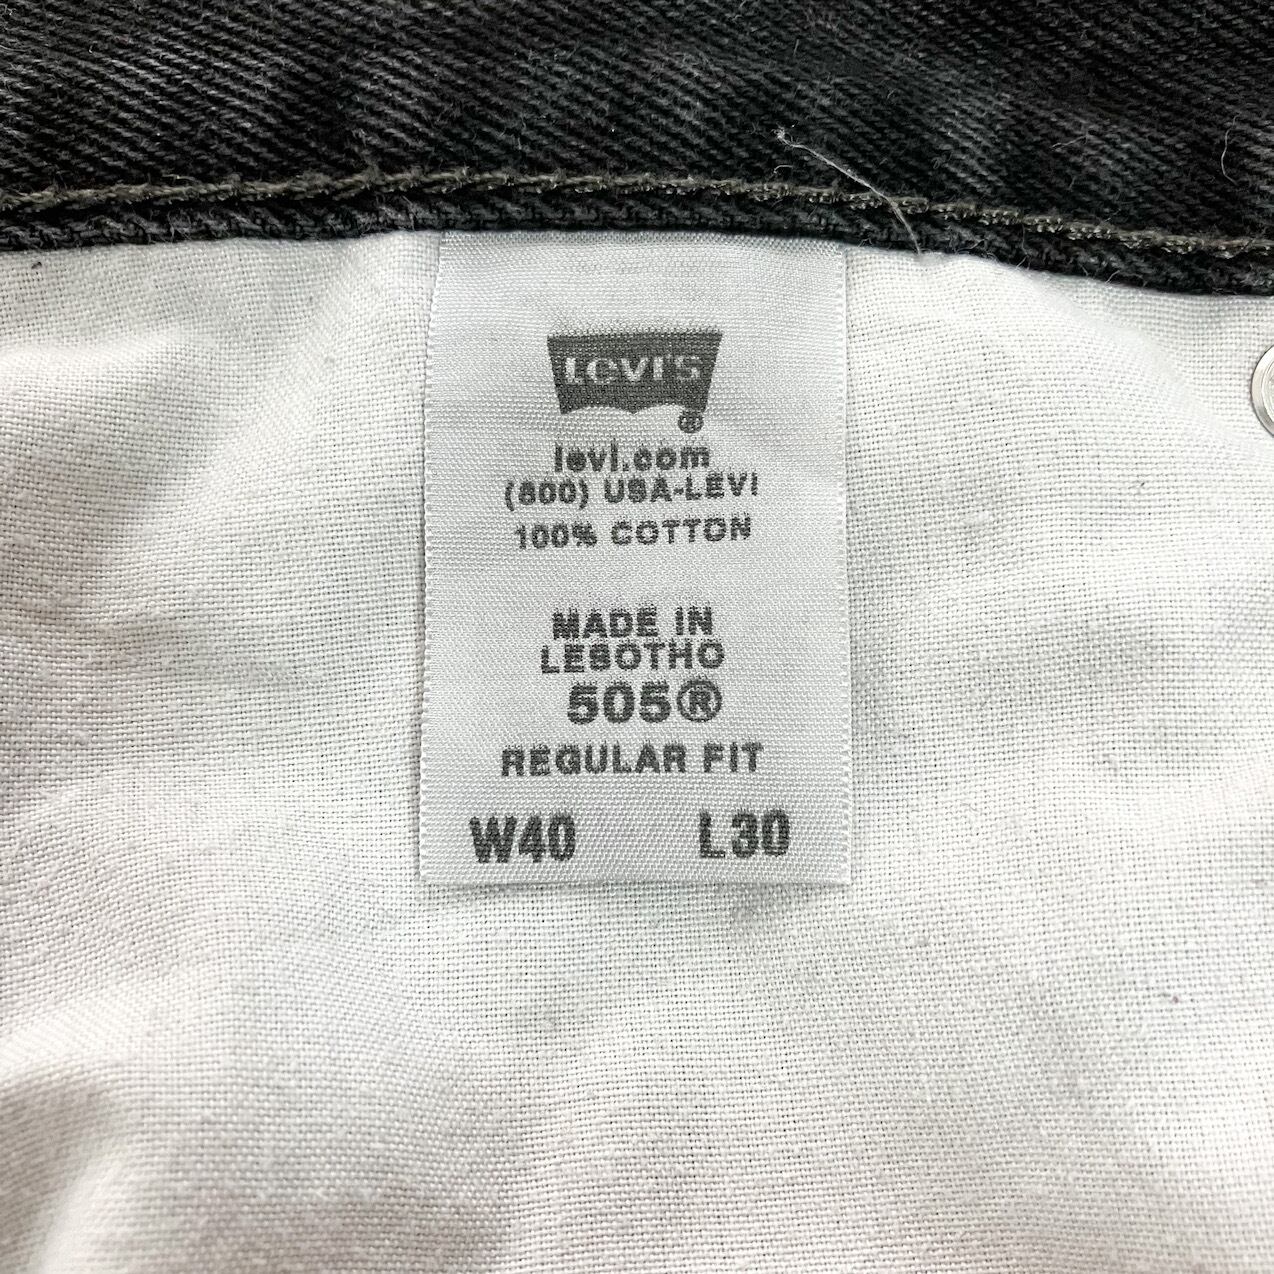 LEVI'S
®
levi.com
(800) USA-LEVI
100% COTTON
MADE IN
LESOTHO
505®
REGULAR FIT
W40 L30